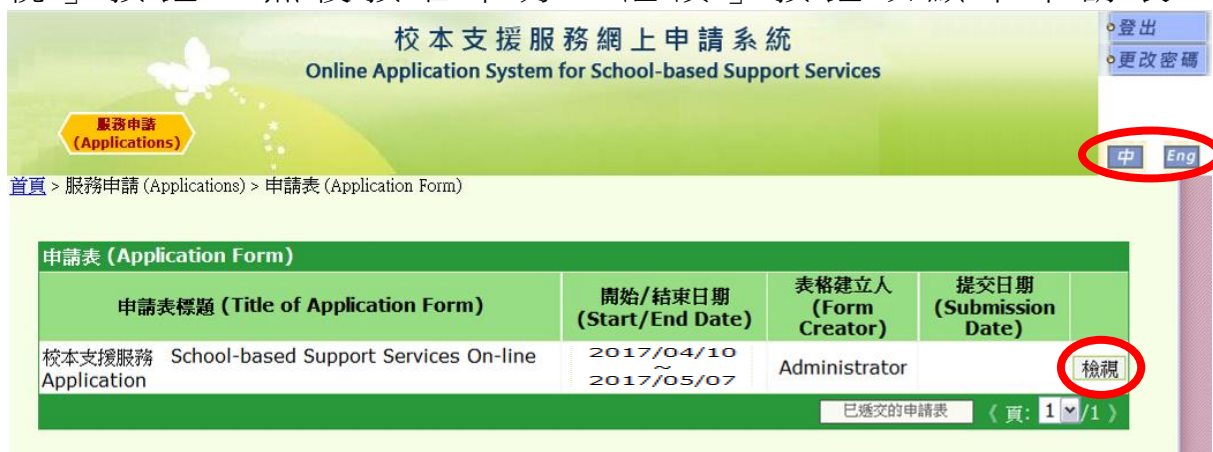 校本支援服務網上申請系統
Online Application System for School-based Support Services
登出
更改密碼
服務申請
(Applications)
中 Eng
首頁 > 服務申請 (Applications) > 申請表 (Application Form)
申請表 (Application Form)
申請表標題 (Title of Application Form)
開始/結束日期
(Start/End Date)
表格建立人
(Form
Creator)
提交日期
(Submission
Date)
校本支援服務 School-based Support Services On-line
Application
2017/04/10
~
2017/05/07
Administrator
檢視
已遞交的申請表
《 頁: 1 /1 》